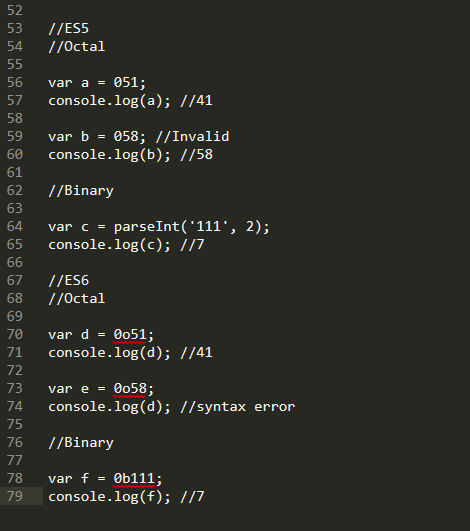 52
53 //ES5
54 //Octal
55
56 var a = 051;
57 console.log(a); //41
58
59 var b = 058; //Invalid
60 console.log(b); //58
61
62 //Binary
63
64 var c = parseInt('111', 2);
65 console.log(c); //7
66
67 //ES6
68 //Octal
69
70 var d = 0o51;
71 console.log(d); //41
72
73 var e = 0o58;
74 console.log(d); //syntax error
75
76 //Binary
77
78 var f = 0b111;
79 console.log(f); //7